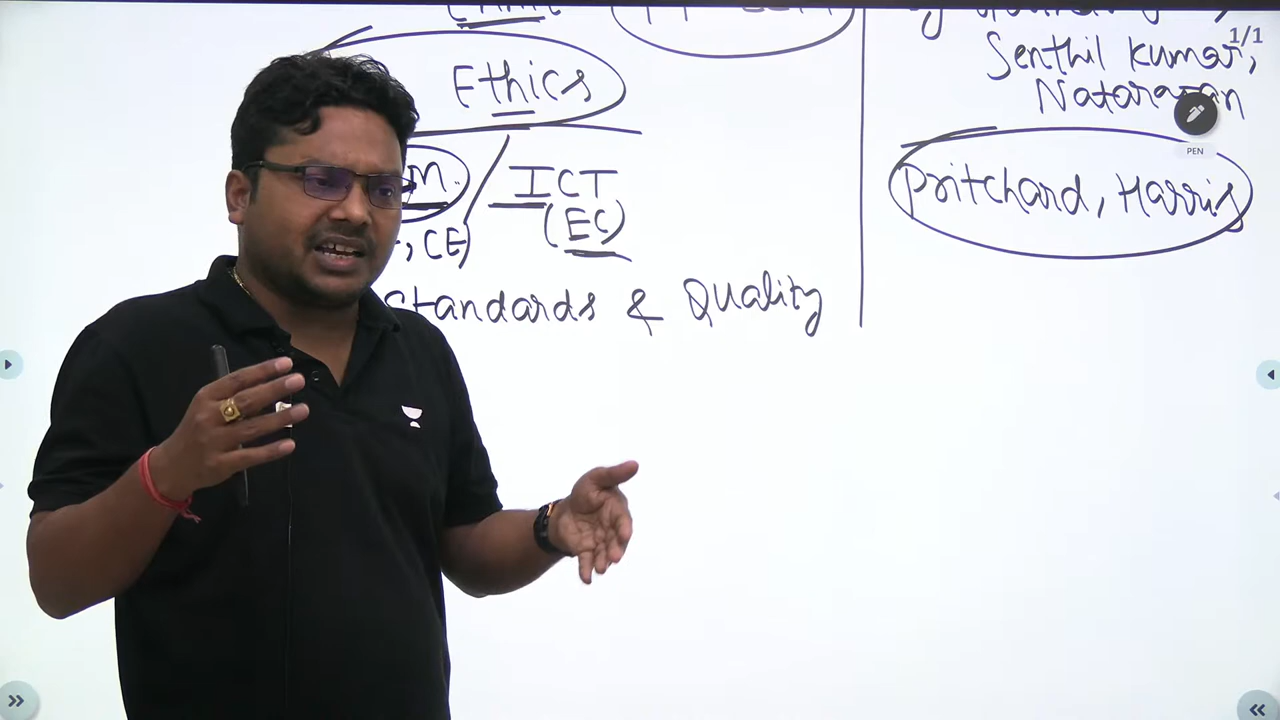 Ethics
m. / ICT
, CE) (EC)
Standards & Quality
1/1
Senthil Kumar,
Natarajan
PEN
Pritchard, Harris